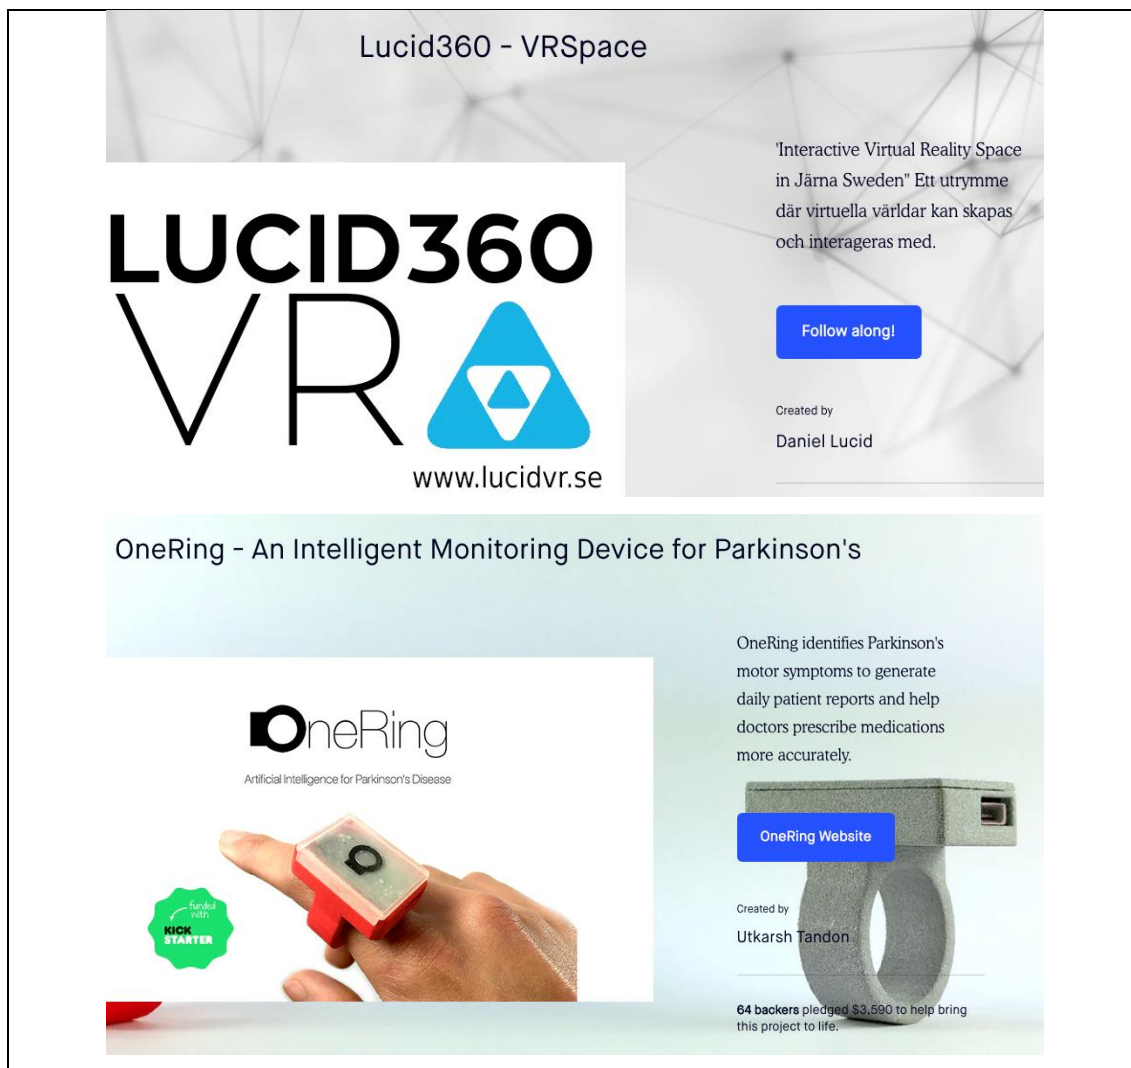 Lucid360 - VRSpace
'Interactive Virtual Reality Space
in Järna Sweden" Ett utrymme
där virtuella världar kan skapas
och interageras med.
LUCID360
VR
www.lucidvr.se
Follow along!
Created by
Daniel Lucid
OneRing - An Intelligent Monitoring Device for Parkinson's
OneRing identifies Parkinson's
motor symptoms to generate
daily patient reports and help
doctors prescribe medications
more accurately.
OneRing
Artificial Intelligence for Parkinson's Disease
funded
with
KICK
STARTER
OneRing Website
Created by
Utkarsh Tandon
64 backers pledged $3,590 to help bring
this project to life.